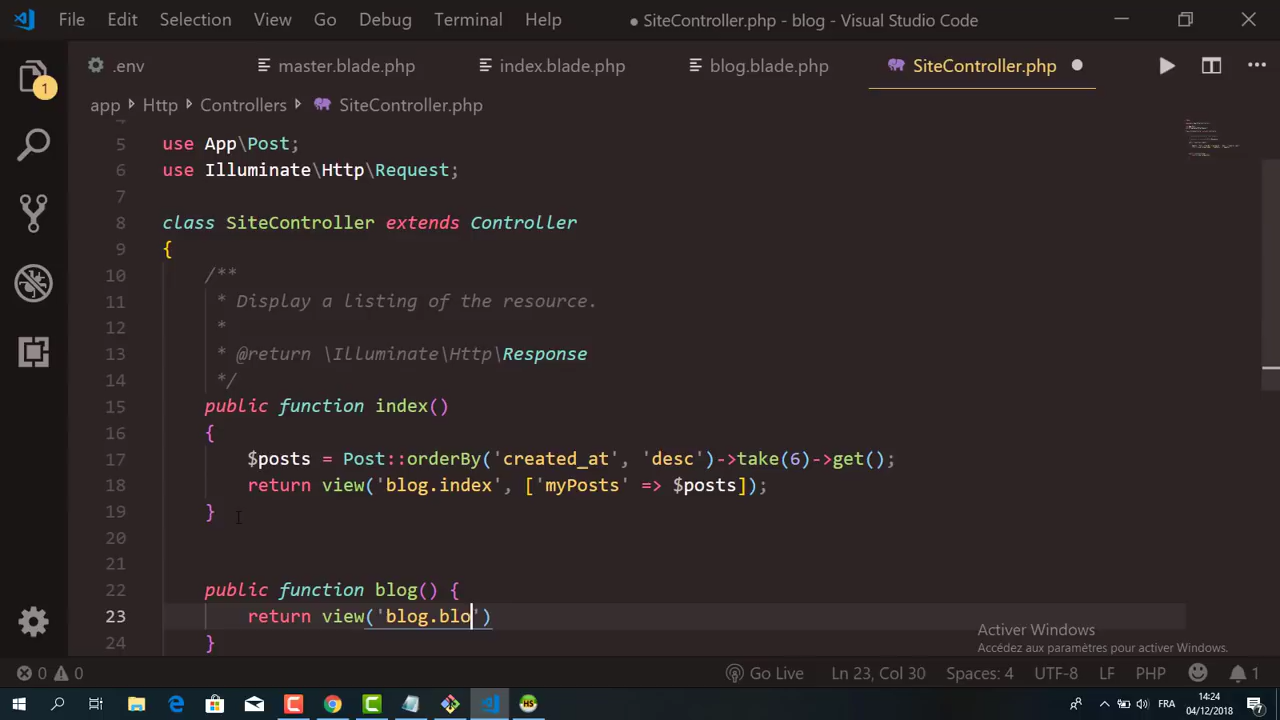 File Edit Selection View Go Debug Terminal Help ● SiteController.php - blog - Visual Studio Code
1
.env master.blade.php index.blade.php blog.blade.php SiteController.php
app Http Controllers SiteController.php
5 use App\Post;
6 use Illuminate\Http\Request;
7
8 class SiteController extends Controller
9 {
10 /**
11 * Display a listing of the resource.
12 *
13 * @return \Illuminate\Http\Response
14 */
15 public function index()
16 {
17 $posts = Post::orderBy('created_at', 'desc')->take(6)->get();
18 return view('blog.index', ['myPosts' => $posts]);
19 }
20
21
22 public function blog() {
23 return view('blog.blo')
24 }
Activer Windows
Accédez aux paramètres pour activer Windows.
0 0 Go Live Ln 23, Col 30 Spaces: 4 UTF-8 LF PHP 1
FRA 14:24
04/12/2018